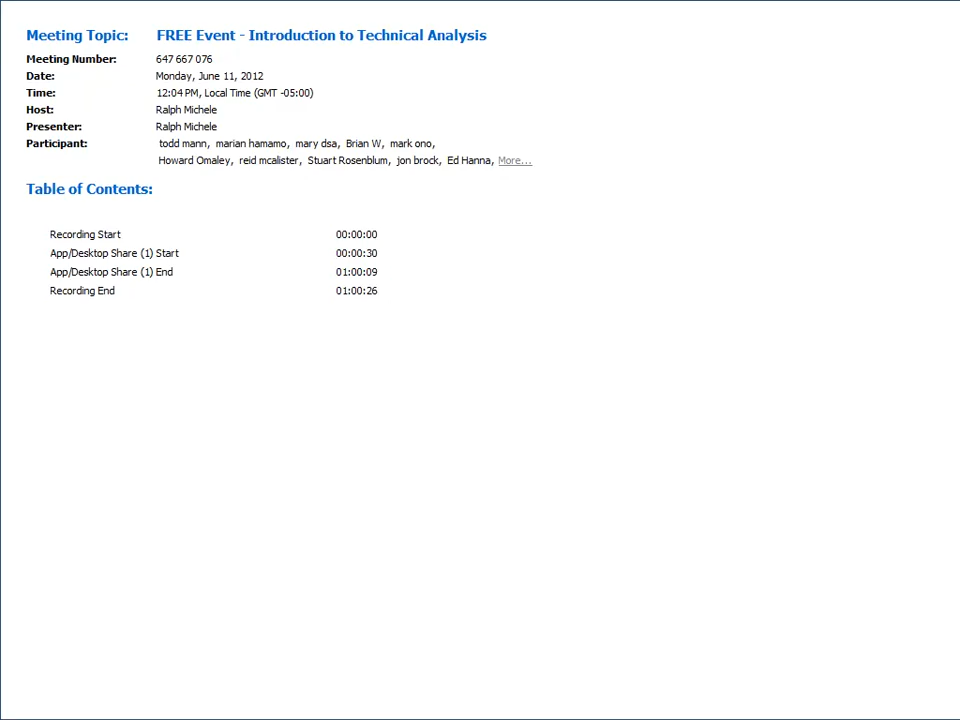 Meeting Topic: FREE Event - Introduction to Technical Analysis
Meeting Number: 647 667 076
Date: Monday, June 11, 2012
Time: 12:04 PM, Local Time (GMT -05:00)
Host: Ralph Michele
Presenter: Ralph Michele
Participant: todd mann, marian hamamo, mary dsa, Brian W, mark ono,
Howard Omaley, reid mcalister, Stuart Rosenblum, jon brock, Ed Hanna, More...
Table of Contents:
Recording Start 00:00:00
App/Desktop Share (1) Start 00:00:30
App/Desktop Share (1) End 01:00:09
Recording End 01:00:26